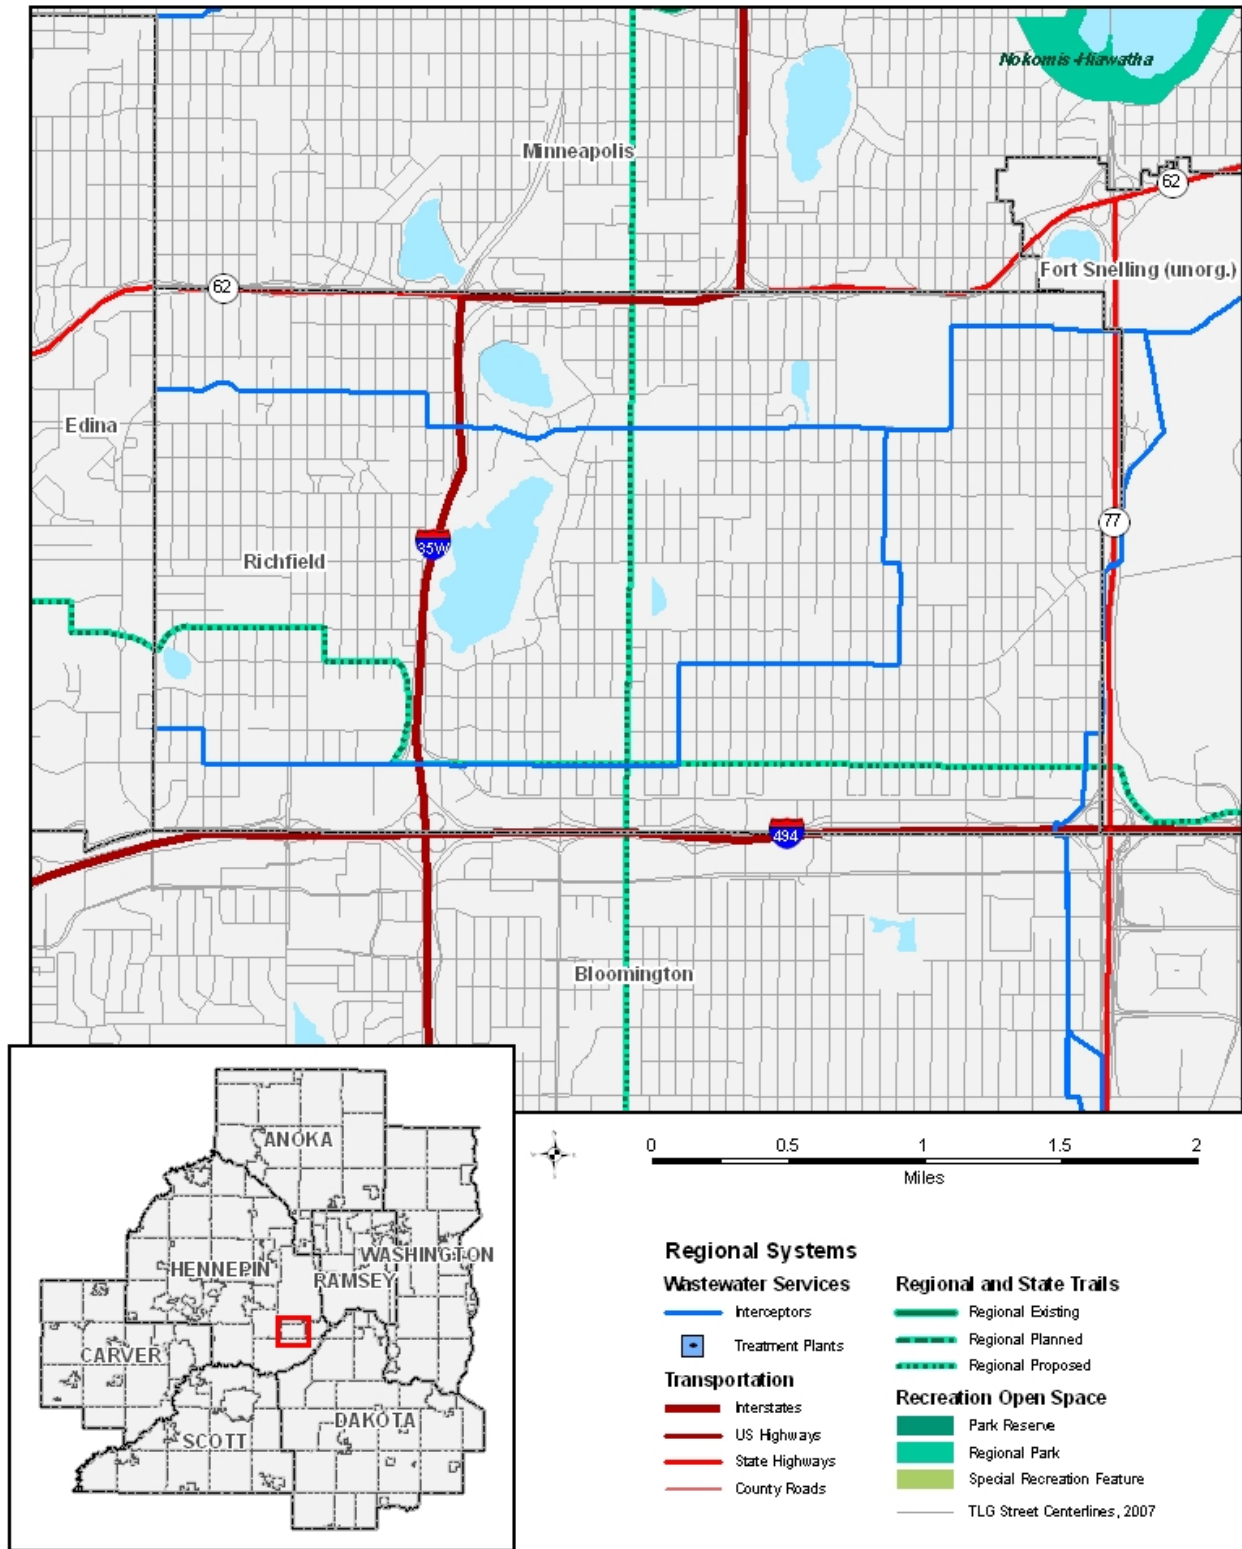 Nokomis-Hiawatha
Minneapolis
62
Fort Snelling (unorg.)
62
Edina
77
35W
Richfield
494
Bloomington
0 0.5 1 1.5 2
Miles
ANOKA
WASHINGTON
HENNEPIN
RAMSEY
CARVER
DAKOTA
SCOTT
Regional Systems
Wastewater Services
Interceptors
Treatment Plants
Transportation
Interstates
US Highways
State Highways
County Roads
Regional and State Trails
Regional Existing
Regional Planned
Regional Proposed
Recreation Open Space
Park Reserve
Regional Park
Special Recreation Feature
TLG Street Centerlines, 2007